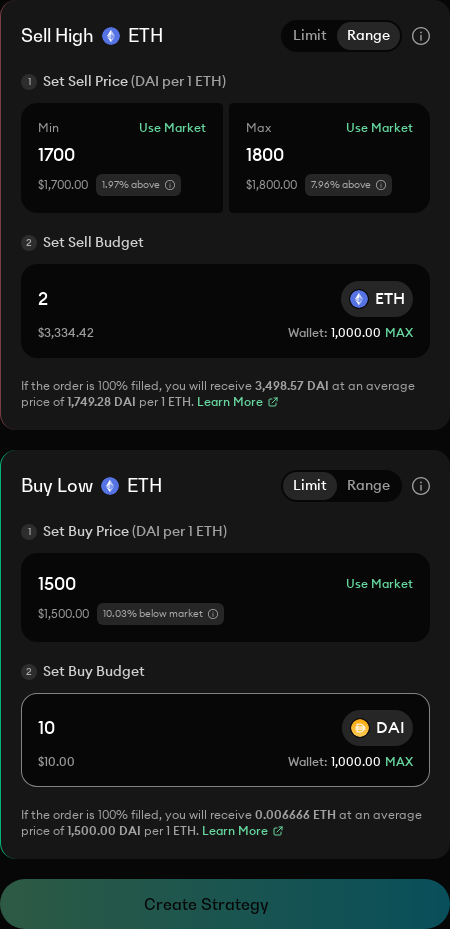 Sell High ETH Limit Range
1 Set Sell Price (DAI per 1 ETH)
Min Use Market Max Use Market
1700 1800
$1,700.00 1.97% above $1,800.00 7.96% above
2 Set Sell Budget
2 ETH
$3,334.42 Wallet: 1,000.00 MAX
If the order is 100% filled, you will receive 3,498.57 DAI at an average
price of 1,749.28 DAI per 1 ETH. Learn More
Buy Low ETH Limit Range
1 Set Buy Price (DAI per 1 ETH)
1500 Use Market
$1,500.00 10.03% below market
2 Set Buy Budget
10 DAI
$10.00 Wallet: 1,000.00 MAX
If the order is 100% filled, you will receive 0.006666 ETH at an average
price of 1,500.00 DAI per 1 ETH. Learn More
Create Strategy